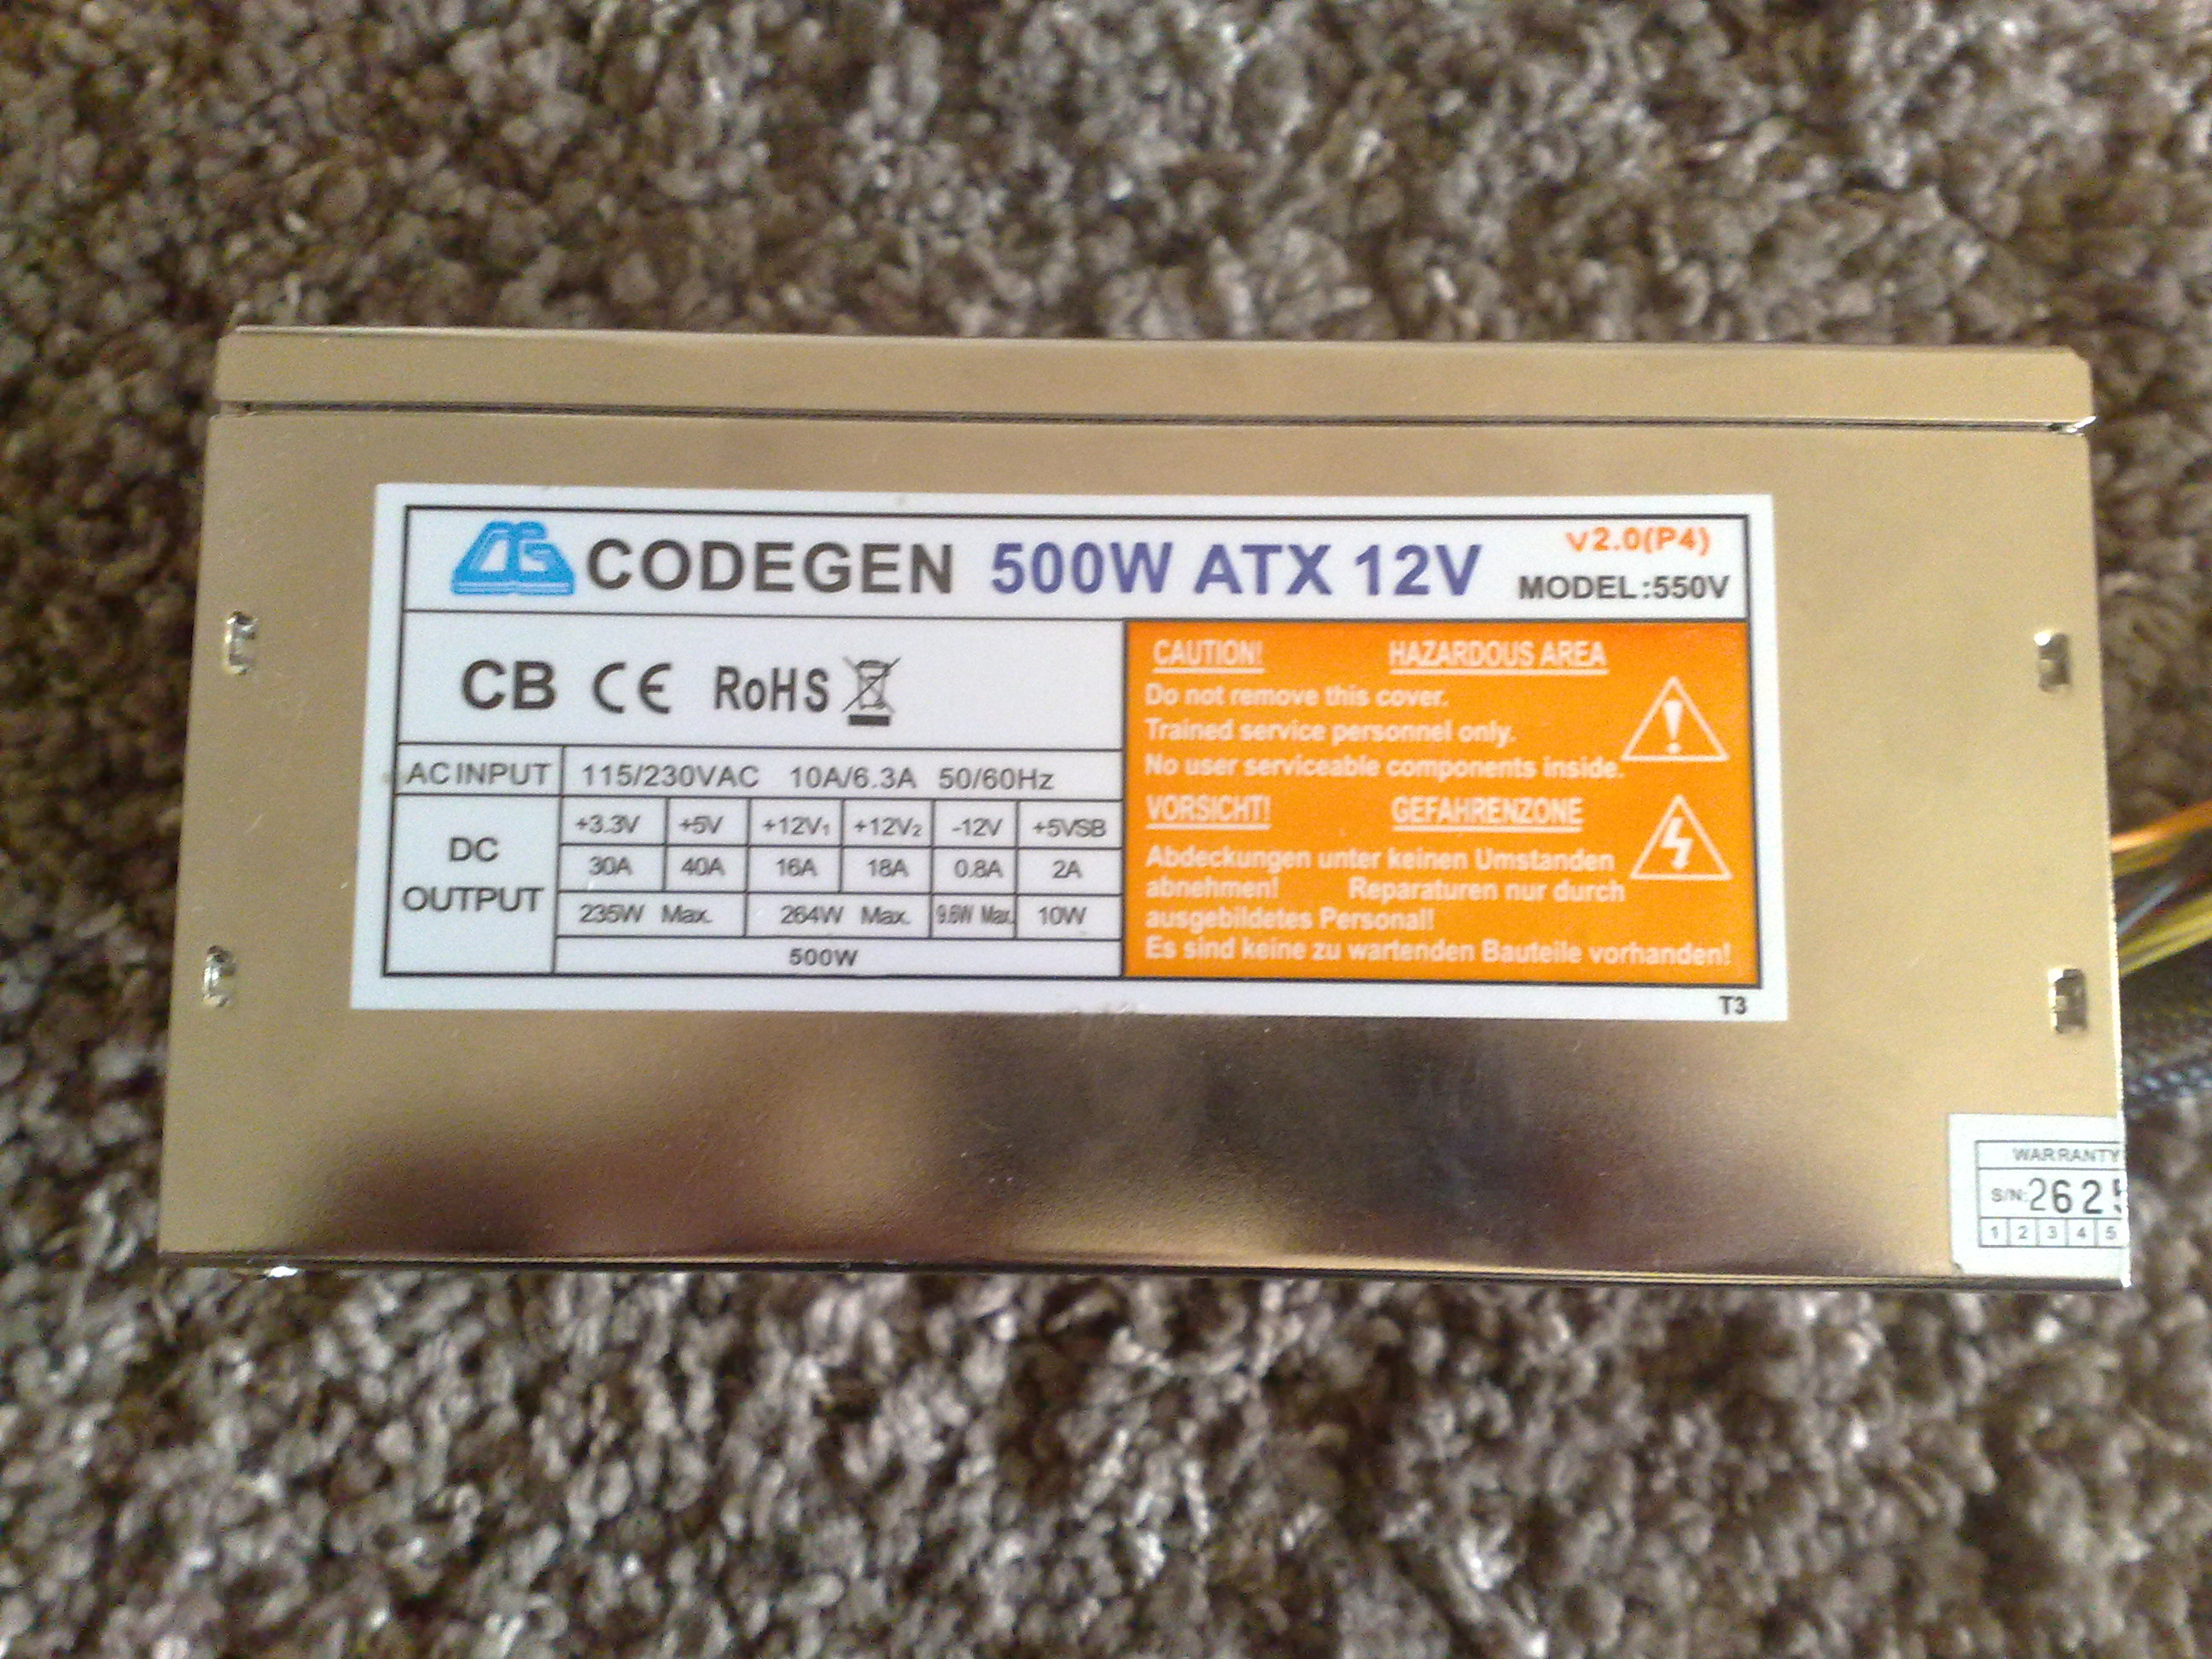 CODEGEN 500W ATX 12V
V2.0(P4)
MODEL:550V
CB CE RoHS
AC INPUT 115/230VAC 10A/6.3A 50/60Hz
DC OUTPUT
+3.3V +5V +12V1 +12V2 -12V +5VSB
30A 40A 16A 18A 0.8A 2A
235W Max. 264W Max. 9.6W Max. 10W
500W
CAUTION! HAZARDOUS AREA
Do not remove this cover.
Trained service personnel only.
No user serviceable components inside.
VORSICHT! GEFAHRENZONE
Abdeckungen unter keinen Umstanden
abnehmen! Reparaturen nur durch
ausgebildetes Personal!
Es sind keine zu wartenden Bauteile vorhanden!
T3
WARRANTY
S/N:2625
1 2 3 4 5